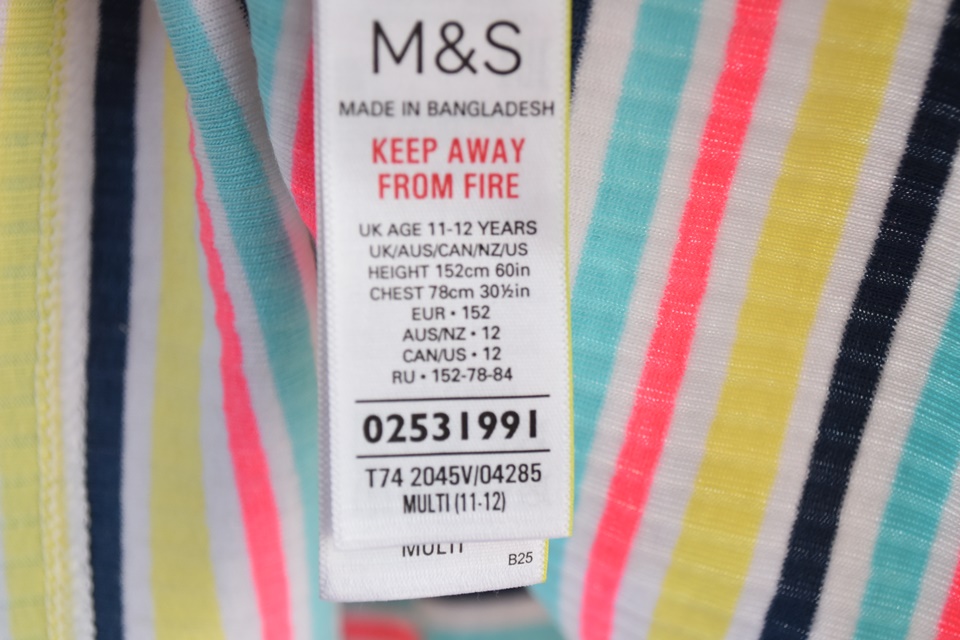 M&S
MADE IN BANGLADESH
KEEP AWAY
FROM FIRE
UK AGE 11-12 YEARS
UK/AUS/CAN/NZ/US
HEIGHT 152cm 60in
CHEST 78cm 30½in
EUR • 152
AUS/NZ • 12
CAN/US • 12
RU • 152-78-84
02531991
T74 2045V/04285
MULTI (11-12)
MULTI
B25